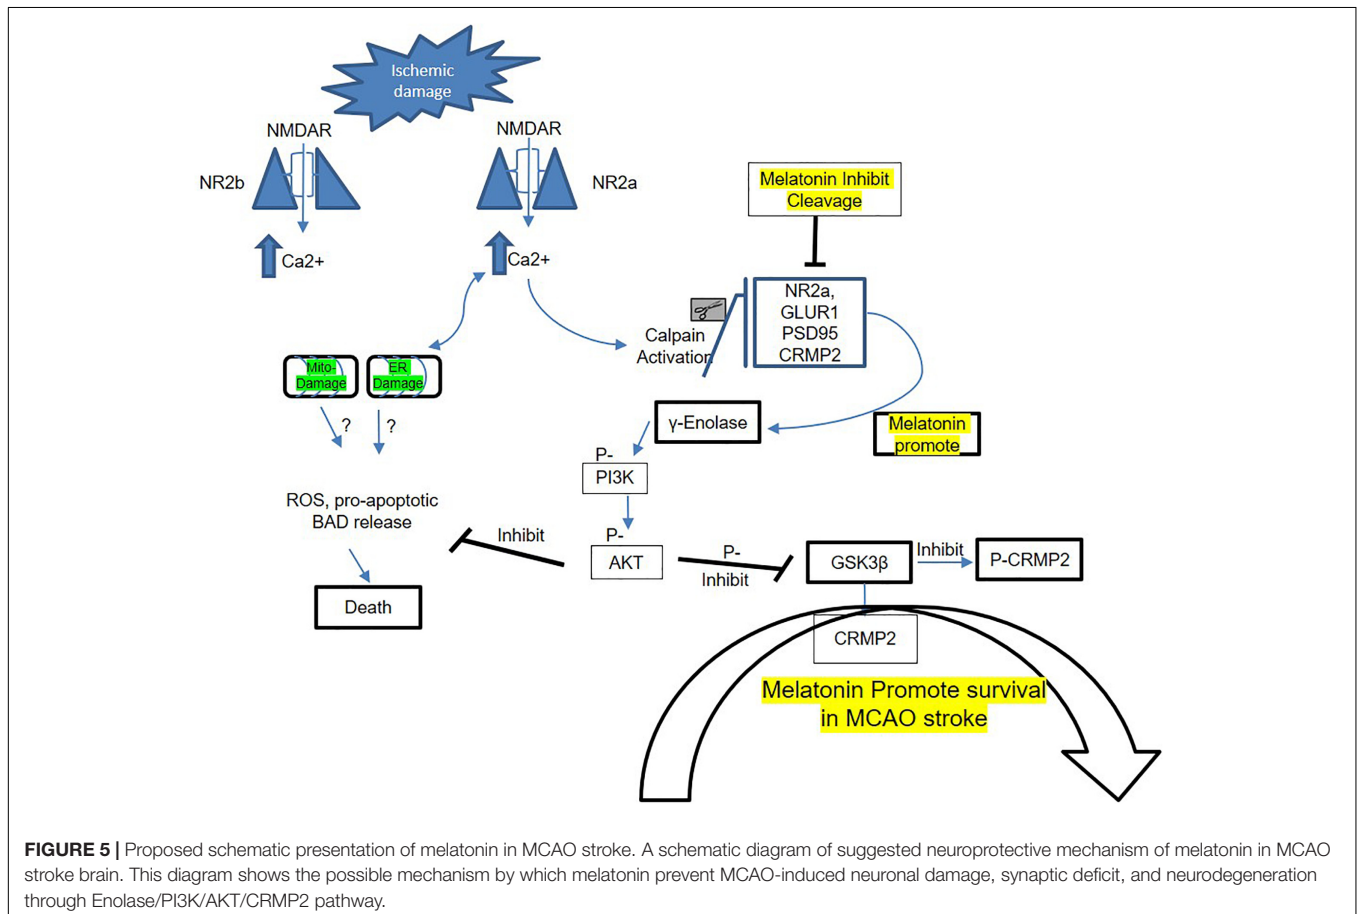 Ischemic
damage
NMDAR
NMDAR
NR2b
NR2a
Ca2+
Ca2+
Melatonin Inhibit
Cleavage
NR2a,
GLUR1
PSD95
CRMP2
Calpain
Activation
Mito-
Damage
ER
Damage
?
?
γ-Enolase
Melatonin
promote
P-
PI3K
ROS, pro-apoptotic
BAD release
Inhibit
P-
AKT
P-
Inhibit
GSK3β
Inhibit
P-CRMP2
Death
CRMP2
Melatonin Promote survival
in MCAO stroke
FIGURE 5 | Proposed schematic presentation of melatonin in MCAO stroke. A schematic diagram of suggested neuroprotective mechanism of melatonin in MCAO
stroke brain. This diagram shows the possible mechanism by which melatonin prevent MCAO-induced neuronal damage, synaptic deficit, and neurodegeneration
through Enolase/PI3K/AKT/CRMP2 pathway.